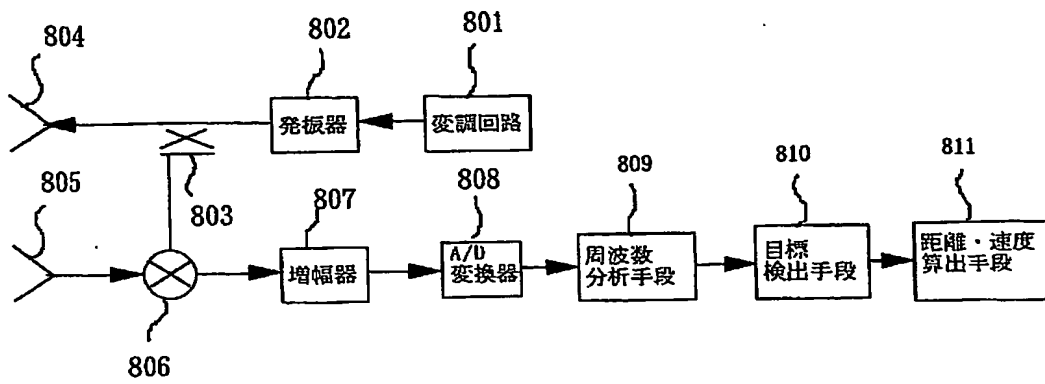 804
802
801
発振器
変調回路
805
803
807
808
809
810
811
増幅器
A/D
変換器
周波数
分析手段
目標
検出手段
距離・速度
算出手段
806